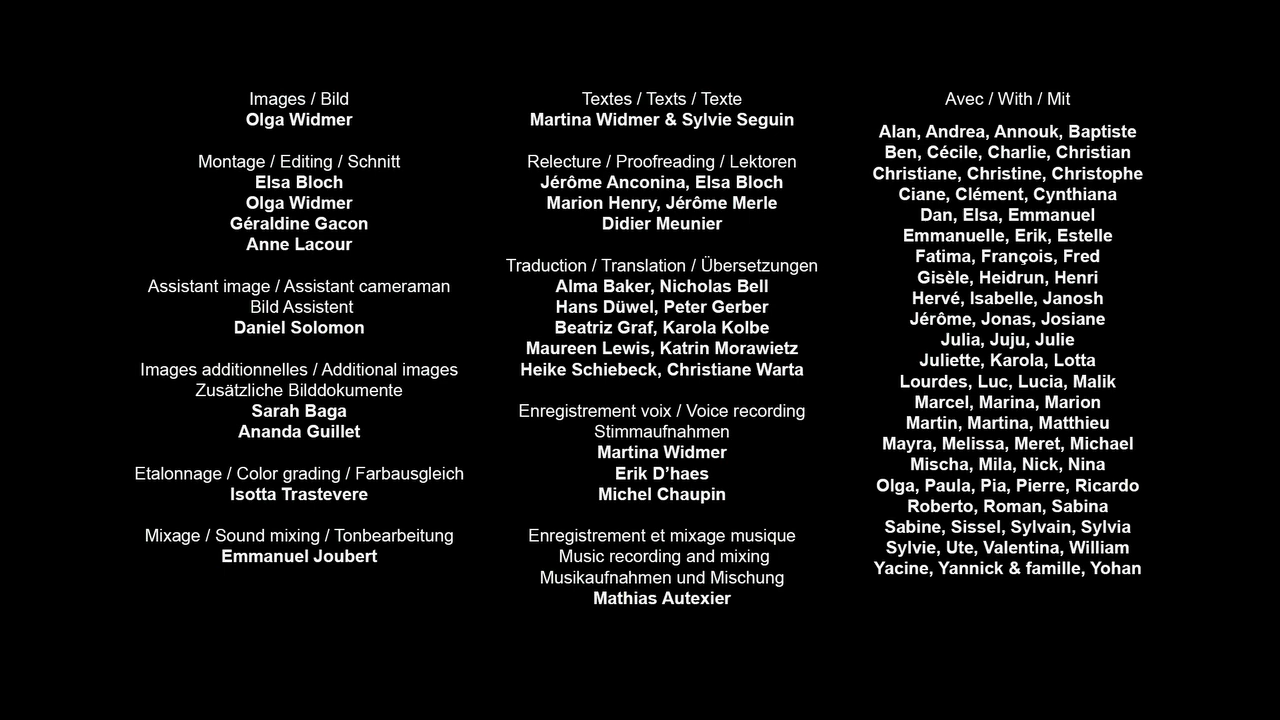 Images / Bild
Olga Widmer
Montage / Editing / Schnitt
Elsa Bloch
Olga Widmer
Géraldine Gacon
Anne Lacour
Assistant image / Assistant cameraman
Bild Assistent
Daniel Solomon
Images additionnelles / Additional images
Zusätzliche Bilddokumente
Sarah Baga
Ananda Guillet
Etalonnage / Color grading / Farbausgleich
Isotta Trastevere
Mixage / Sound mixing / Tonbearbeitung
Emmanuel Joubert
Textes / Texts / Texte
Martina Widmer & Sylvie Seguin
Relecture / Proofreading / Lektoren
Jérôme Anconina, Elsa Bloch
Marion Henry, Jérôme Merle
Didier Meunier
Traduction / Translation / Übersetzungen
Alma Baker, Nicholas Bell
Hans Düwel, Peter Gerber
Beatriz Graf, Karola Kolbe
Maureen Lewis, Katrin Morawietz
Heike Schiebeck, Christiane Warta
Enregistrement voix / Voice recording
Stimmaufnahmen
Martina Widmer
Erik D’haes
Michel Chaupin
Enregistrement et mixage musique
Music recording and mixing
Musikaufnahmen und Mischung
Mathias Autexier
Avec / With / Mit
Alan, Andrea, Annouk, Baptiste
Ben, Cécile, Charlie, Christian
Christiane, Christine, Christophe
Ciane, Clément, Cynthiana
Dan, Elsa, Emmanuel
Emmanuelle, Erik, Estelle
Fatima, François, Fred
Gisèle, Heidrun, Henri
Hervé, Isabelle, Janosh
Jérôme, Jonas, Josiane
Julia, Juju, Julie
Juliette, Karola, Lotta
Lourdes, Luc, Lucia, Malik
Marcel, Marina, Marion
Martin, Martina, Matthieu
Mayra, Melissa, Meret, Michael
Mischa, Mila, Nick, Nina
Olga, Paula, Pia, Pierre, Ricardo
Roberto, Roman, Sabina
Sabine, Sissel, Sylvain, Sylvia
Sylvie, Ute, Valentina, William
Yacine, Yannick & famille, Yohan